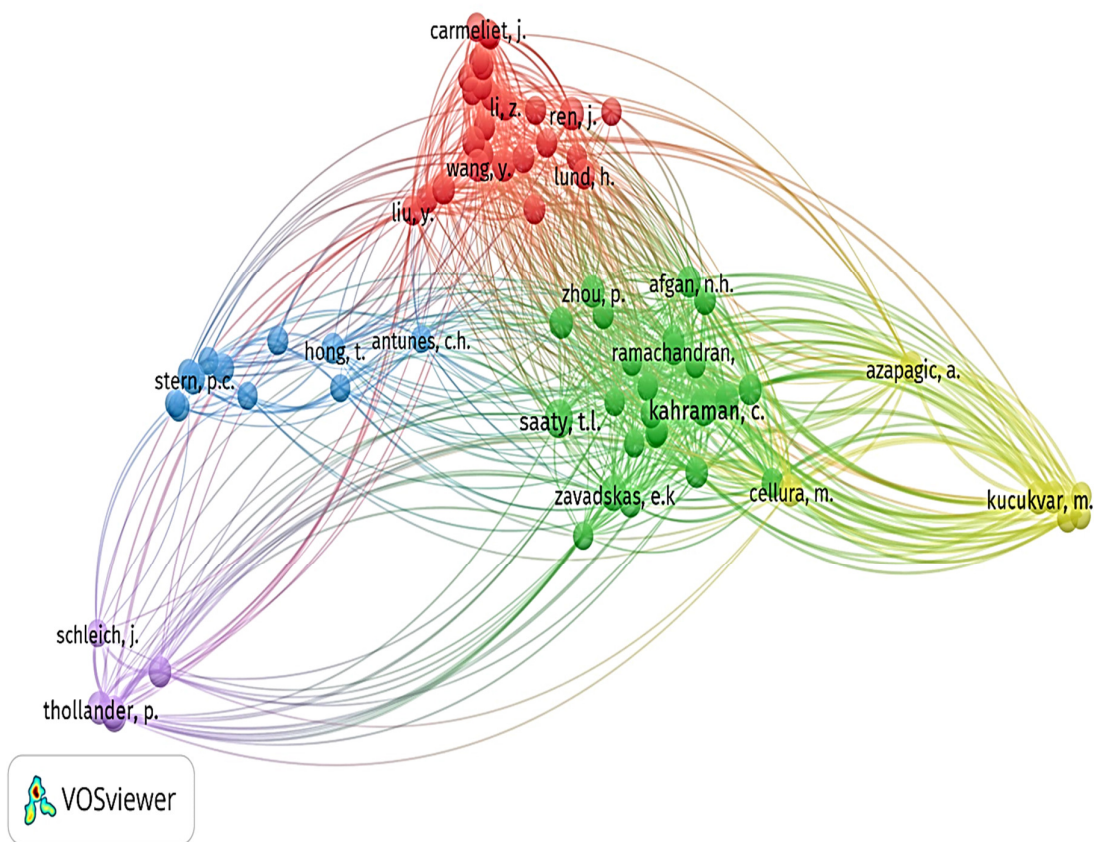 carmeliet, j.
li, z.
ren, j.
wang, y.
lund, h.
liu, y.
zhou, p.
afgan, n.h.
hong, t.
antunes, c.h.
ramachandran,
azapagic, a.
stern, p.c.
saaty, t.l.
kahraman, c.
zavadskas, e.k
cellura, m.
kucukvar, m.
schleich, j.
thollander, p.
VOSviewer